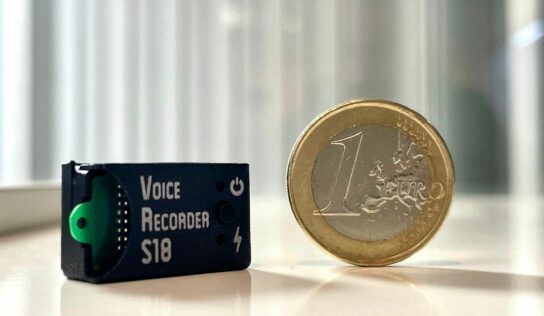 VOICE
RECORDER
S18
1
EURO